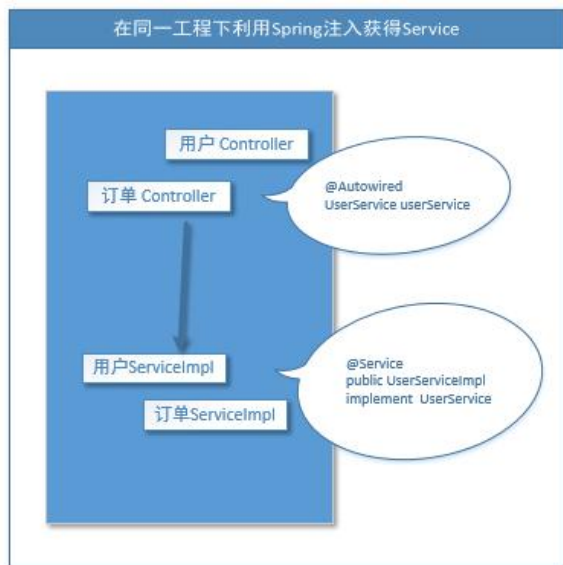 在同一工程下利用Spring注入获得Service
用户 Controller
订单 Controller
@Autowired
UserService userService
用户ServiceImpl
订单ServiceImpl
@Service
public UserServiceImpl
implement  UserService